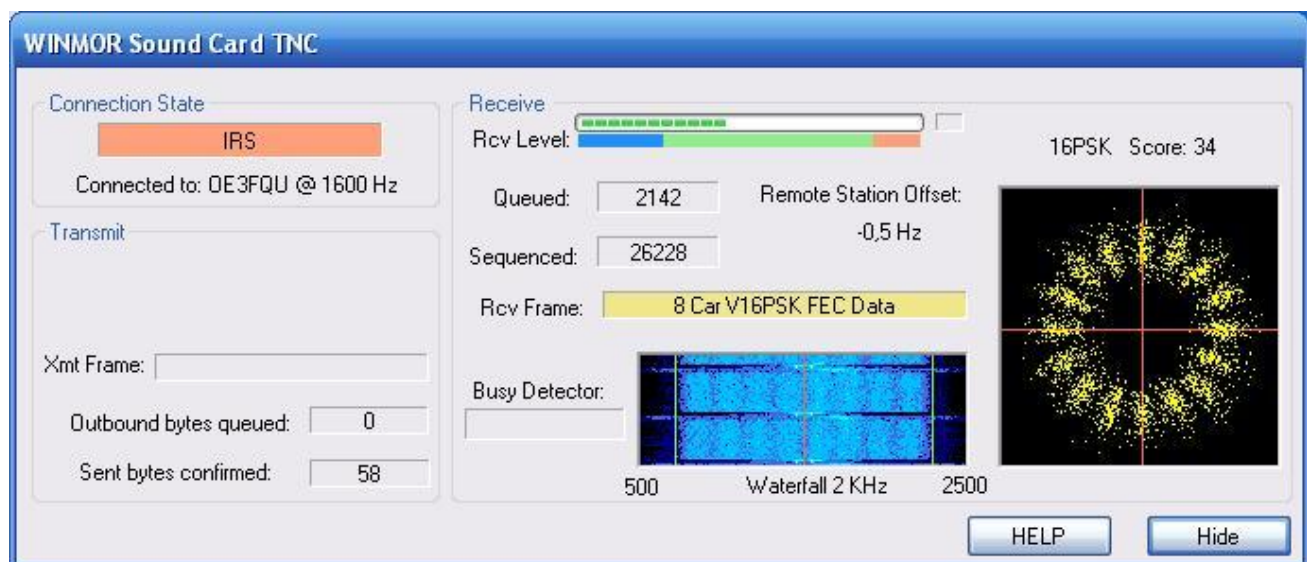 WINMOR Sound Card TNC
Connection State
IRS
Connected to: OE3FQU @ 1600 Hz
Transmit
Xmt Frame:
Outbound bytes queued: 0
Sent bytes confirmed: 58
Receive
Rcv Level:
Queued: 2142
Sequenced: 26228
Remote Station Offset:
-0,5 Hz
Rcv Frame: 8 Car V16PSK FEC Data
Busy Detector:
500 Waterfall 2 KHz 2500
16PSK Score: 34
HELP Hide